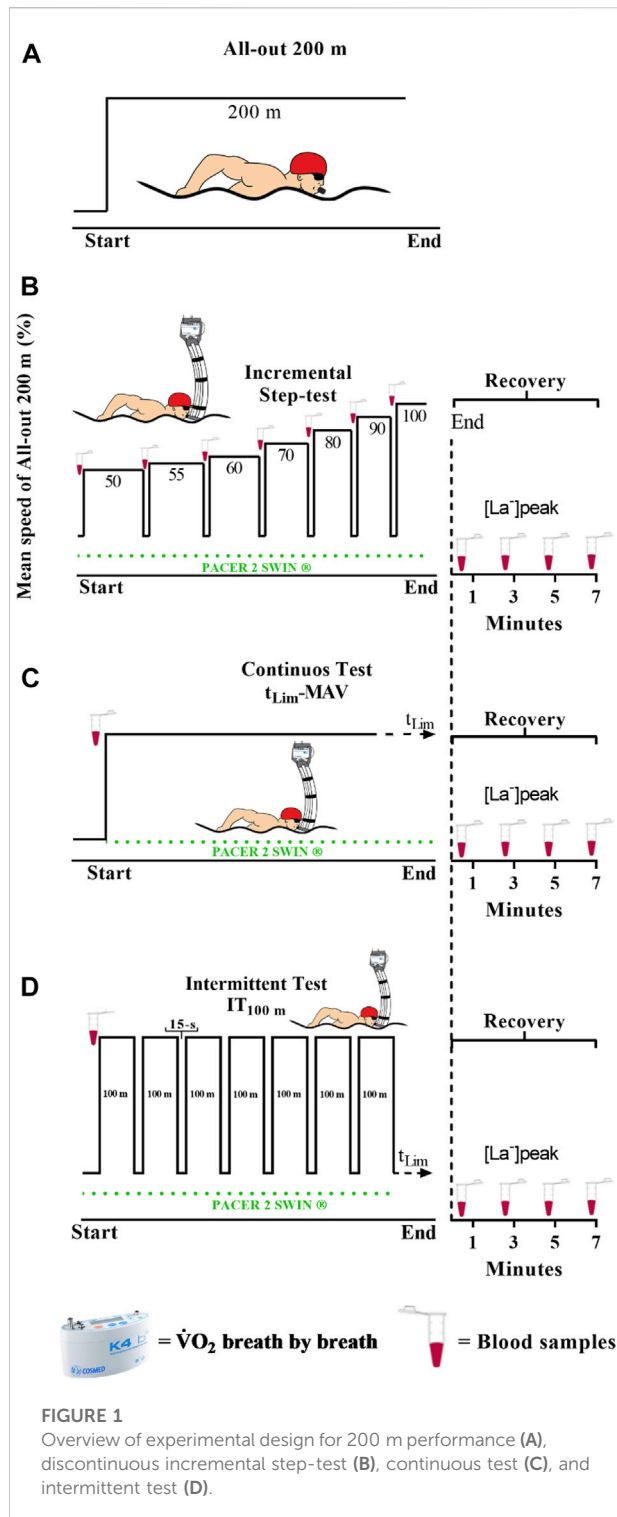 A
All-out 200 m
200 m
Start End
B
Mean speed of All-out 200 m (%)
Incremental
Step-test
50 55 60 70 80 90 100
PACER 2 SWIN ®
Start End
Recovery
End
[La⁻]peak
1 3 5 7
Minutes
C
Continuos Test
tLim-MAV
tLim
PACER 2 SWIN ®
Start End
Recovery
[La⁻]peak
1 3 5 7
Minutes
D
Intermittent Test
IT100 m
15-s
100 m 100 m 100 m 100 m 100 m 100 m 100 m
tLim
PACER 2 SWIN ®
Start End
Recovery
[La⁻]peak
1 3 5 7
Minutes
K4 b²
COSMED
= V̇O₂ breath by breath
= Blood samples
FIGURE 1
Overview of experimental design for 200 m performance (A),
discontinuous incremental step-test (B), continuous test (C), and
intermittent test (D).